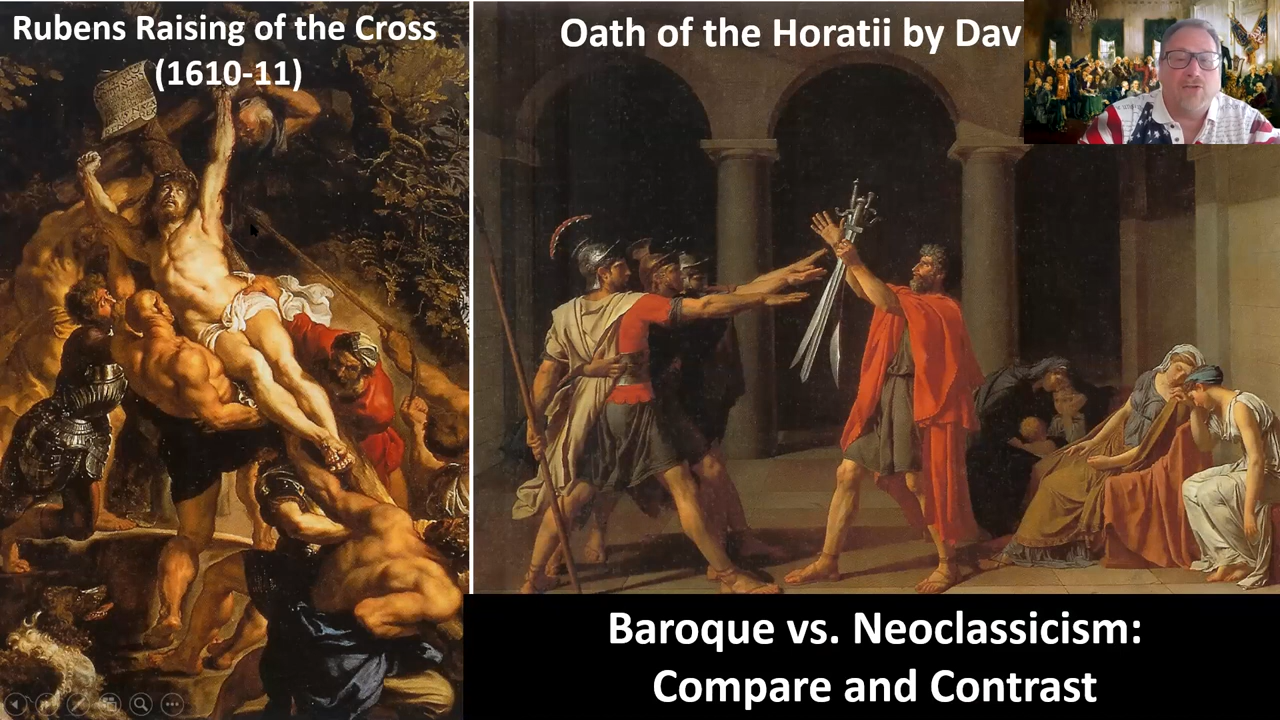 Rubens Raising of the Cross
(1610-11)
Oath of the Horatii by Dav
Baroque vs. Neoclassicism:
Compare and Contrast